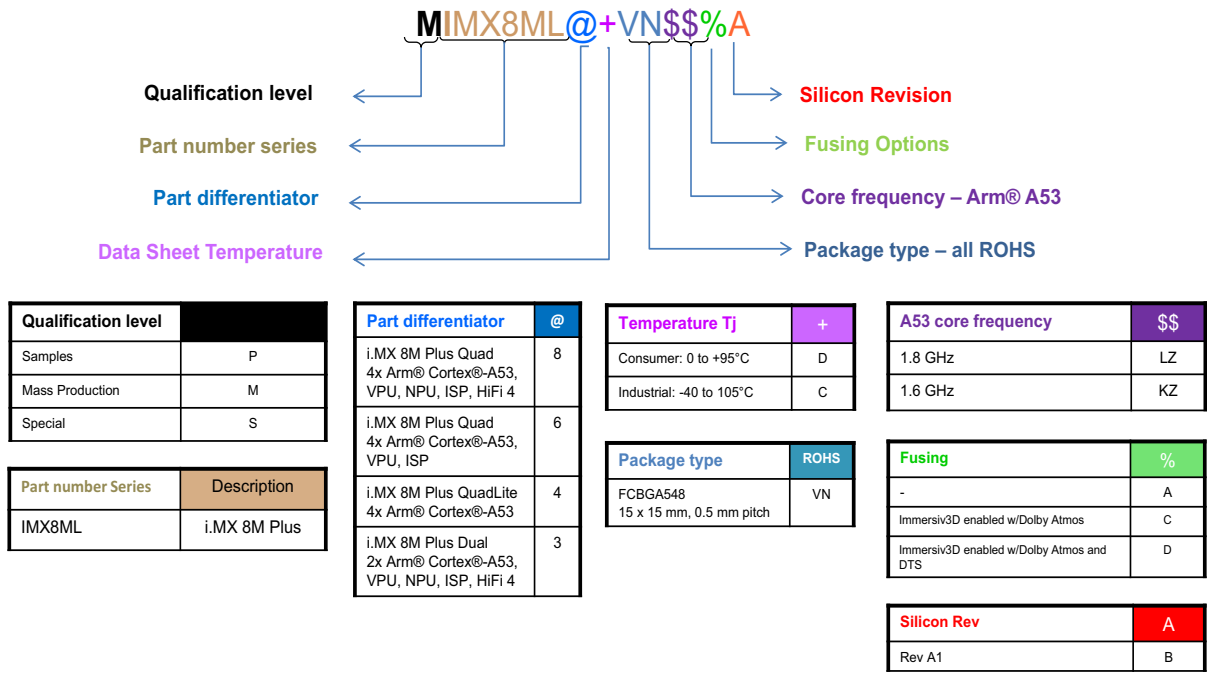 MIMX8ML@+VN$$%A
Qualification level
Part number series
Part differentiator
Data Sheet Temperature
Silicon Revision
Fusing Options
Core frequency – Arm® A53
Package type – all ROHS
Qualification level
Samples P
Mass Production M
Special S
Part number Series Description
IMX8ML i.MX 8M Plus
Part differentiator @
i.MX 8M Plus Quad 8
4x Arm® Cortex®-A53,
VPU, NPU, ISP, HiFi 4
i.MX 8M Plus Quad 6
4x Arm® Cortex®-A53,
VPU, ISP
i.MX 8M Plus QuadLite 4
4x Arm® Cortex®-A53
i.MX 8M Plus Dual 3
2x Arm® Cortex®-A53,
VPU, NPU, ISP, HiFi 4
Temperature Tj +
Consumer: 0 to +95°C D
Industrial: -40 to 105°C C
Package type ROHS
FCBGA548 VN
15 x 15 mm, 0.5 mm pitch
A53 core frequency $$
1.8 GHz LZ
1.6 GHz KZ
Fusing %
- A
Immersiv3D enabled w/Dolby Atmos C
Immersiv3D enabled w/Dolby Atmos and D
DTS
Silicon Rev A
Rev A1 B